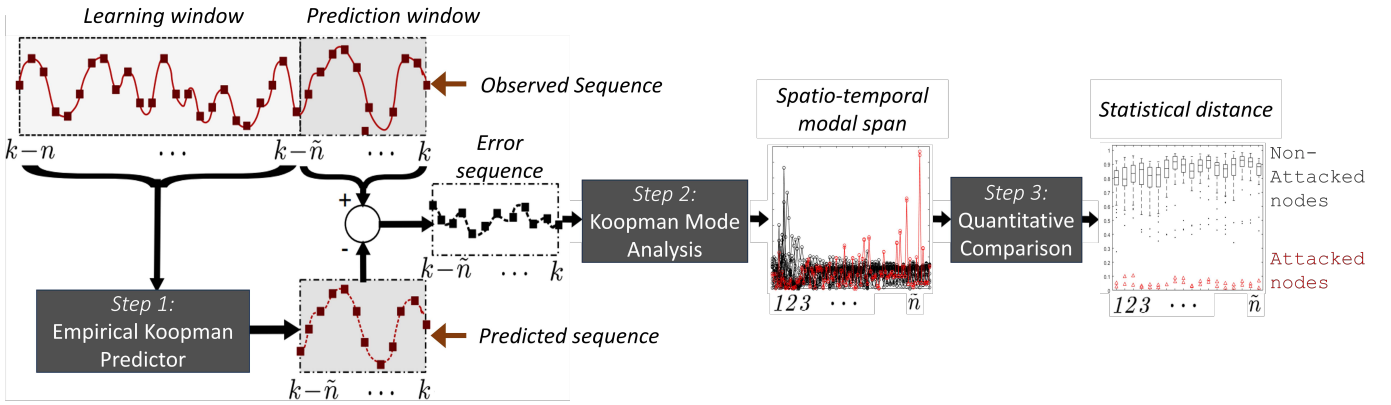 Learning window
Prediction window
Observed Sequence
k−n
...
k−ñ
...
k
Error
sequence
+
-
k−ñ
...
k
Step 1:
Empirical Koopman
Predictor
Predicted sequence
k−ñ
...
k
Step 2:
Koopman Mode
Analysis
Spatio-temporal
modal span
123
...
ñ
Step 3:
Quantitative
Comparison
Statistical distance
Non-
Attacked
nodes
Attacked
nodes
123
...
ñ